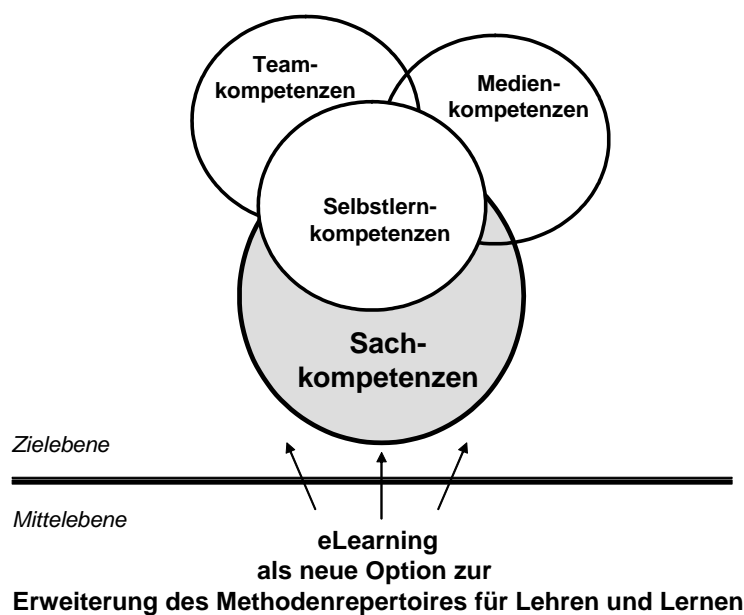 Team-
kompetenzen
Medien-
kompetenzen
Selbstlern-
kompetenzen
Sach-
kompetenzen
Zielebene
Mittelebene
eLearning
als neue Option zur
Erweiterung des Methodenrepertoires für Lehren und Lernen